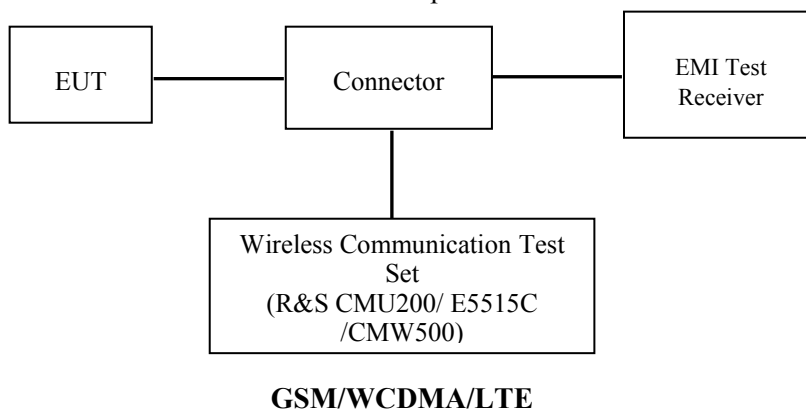 EUT
Connector
EMI Test
Receiver
Wireless Communication Test
Set
(R&S CMU200/ E5515C
/CMW500)
GSM/WCDMA/LTE